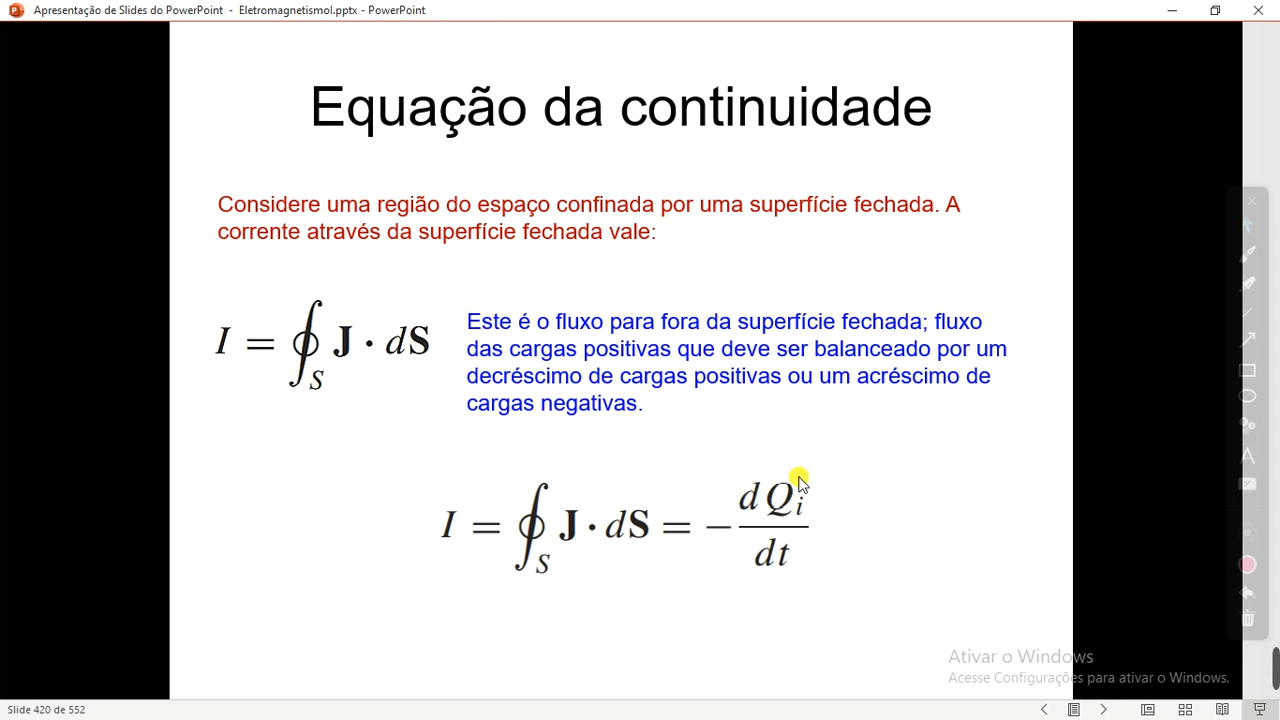 Apresentação de Slides do PowerPoint - Eletromagnetismol.pptx - PowerPoint
Equação da continuidade
Considere uma região do espaço confinada por uma superfície fechada. A
corrente através da superfície fechada vale:
I = ∮_S J · dS
Este é o fluxo para fora da superfície fechada; fluxo
das cargas positivas que deve ser balanceado por um
decréscimo de cargas positivas ou um acréscimo de
cargas negativas.
I = ∮_S J · dS = − dQ_i / dt
Ativar o Windows
Acesse Configurações para ativar o Windows.
Slide 420 de 552